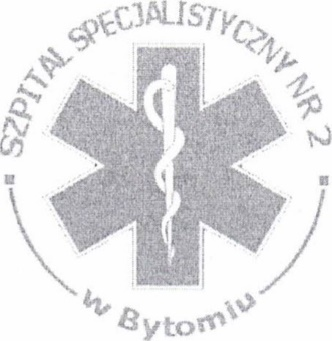 SZPITAL SPECJALISTYCZNY NR 2
w Bytomiu